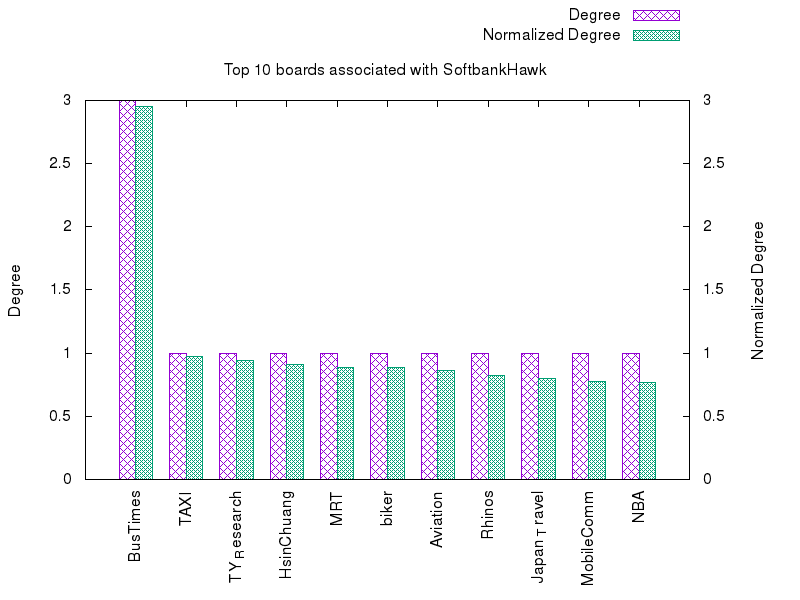 Degree
Normalized Degree
Top 10 boards associated with SoftbankHawk
3
2.5
2
1.5
1
0.5
0
3
2.5
2
1.5
1
0.5
0
Degree
Normalized Degree
BusTimes
TAXI
TYResearch
HsinChuang
MRT
biker
Aviation
Rhinos
JapanTravel
MobileComm
NBA